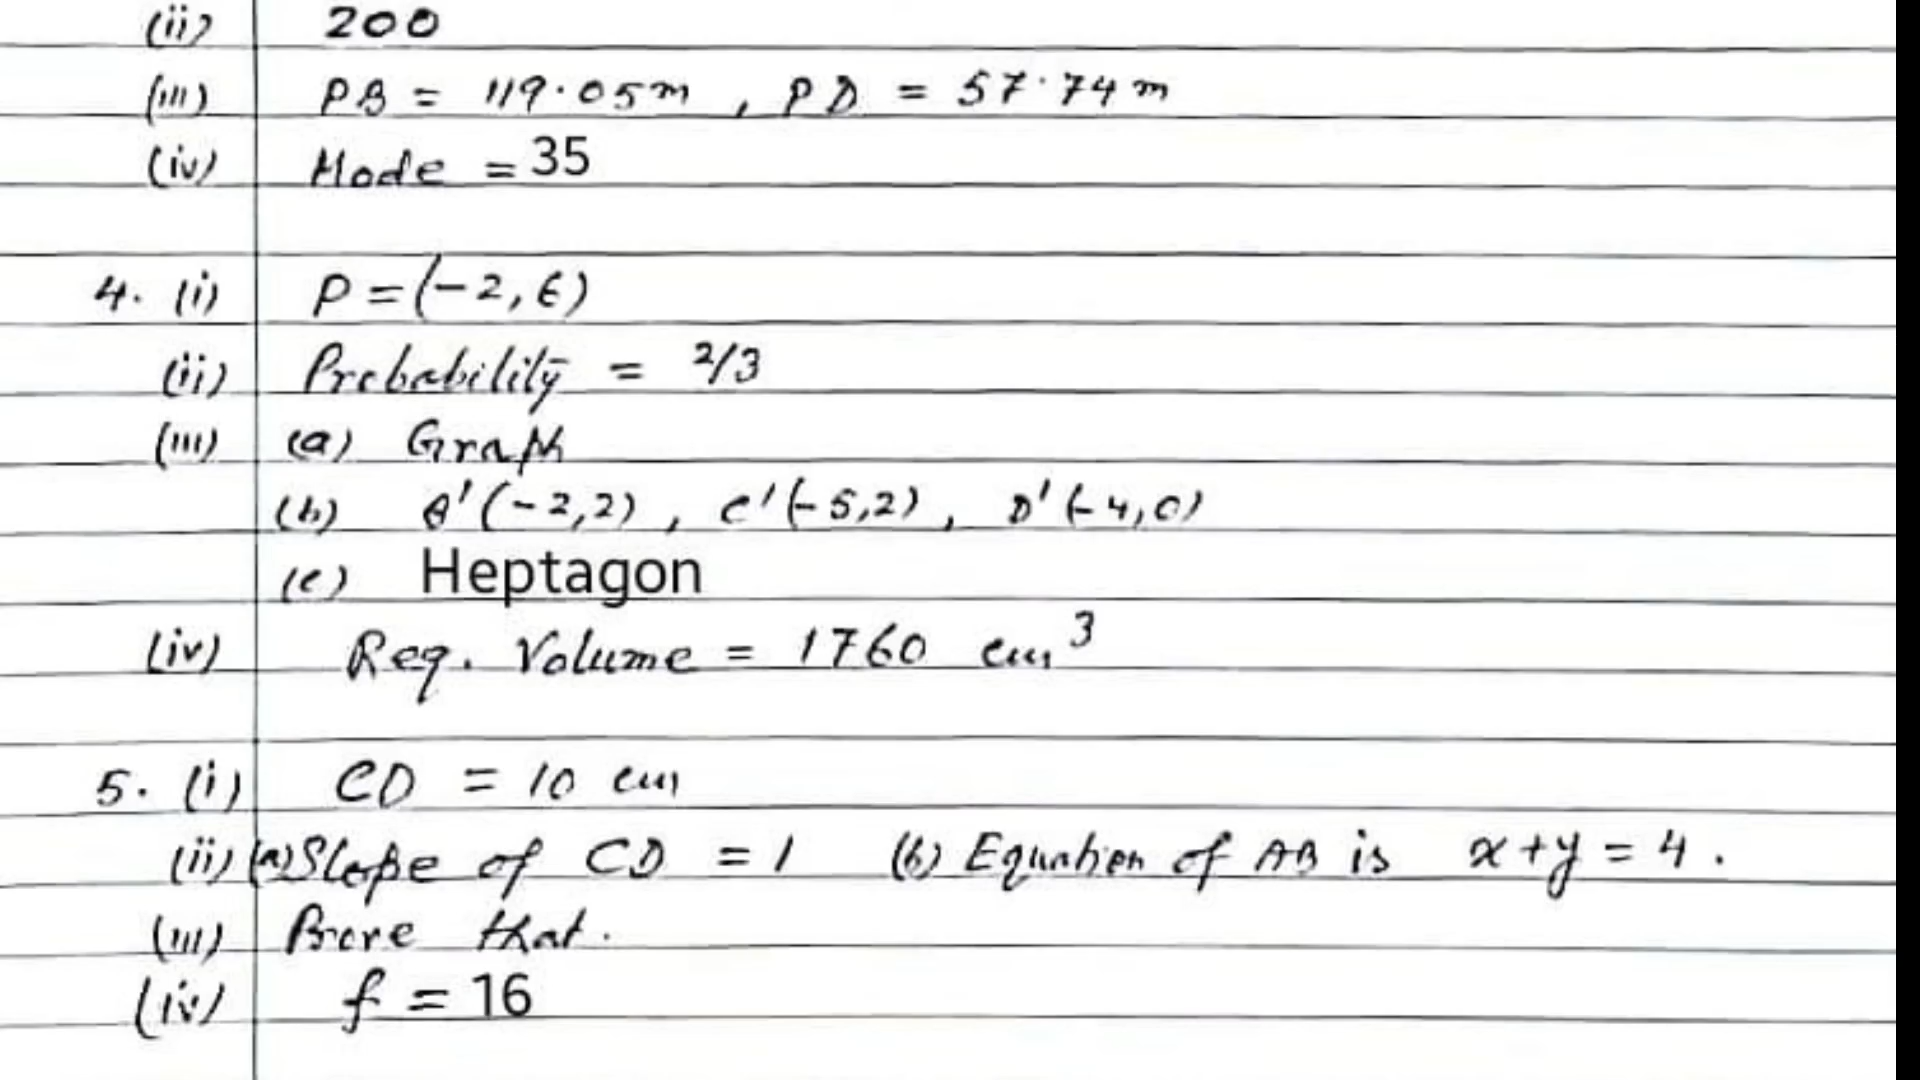 (ii) 200
(iii) PB = 119.05m , PD = 57.74 m
(iv) Mode = 35
4. (i) P = (-2, 6)
(ii) Probability = 2/3
(iii) (a) Graph
(b) A'(-2,2) , C'(-5,2) , D'(-4,0)
(c) Heptagon
(iv) Req. Volume = 1760 cm³
5. (i) CD = 10 cm
(ii) (a) Slope of CD = 1 (b) Equation of AB is x+y = 4 .
(iii) Prove that .
(iv) f = 16